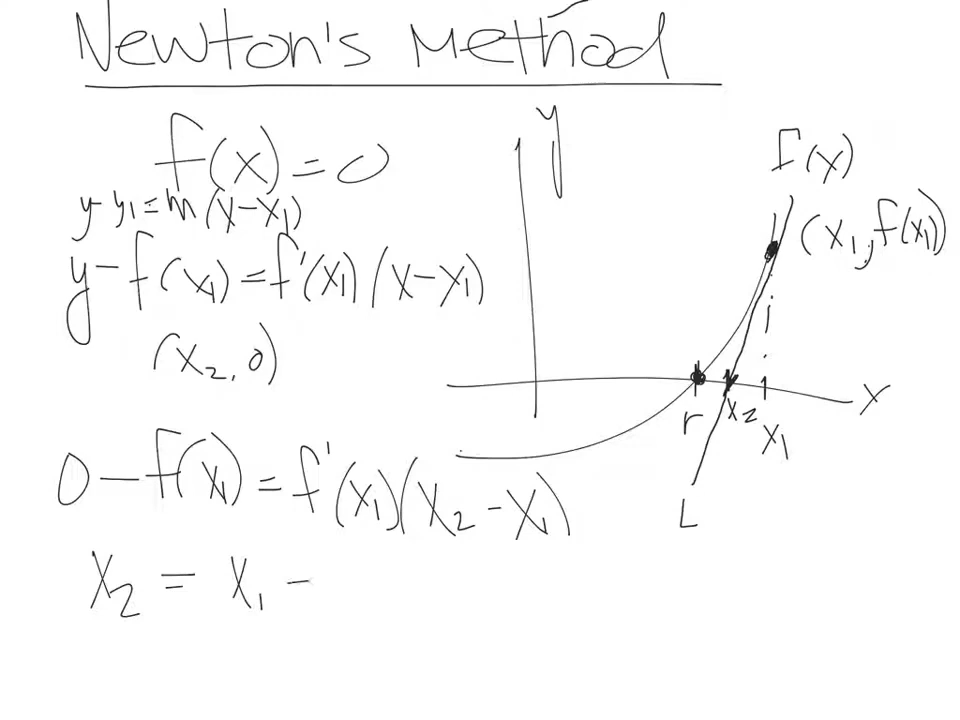 Newton's Method
f(x) = 0
y-y₁ = m(x-x₁)
y-f(x₁) = f'(x₁)(x-x₁)
(x₂, 0)
0-f(x₁) = f'(x₁)(x₂-x₁)
x₂ = x₁ -
y
f(x)
(x₁, f(x₁))
x
r
x₂
x₁
L